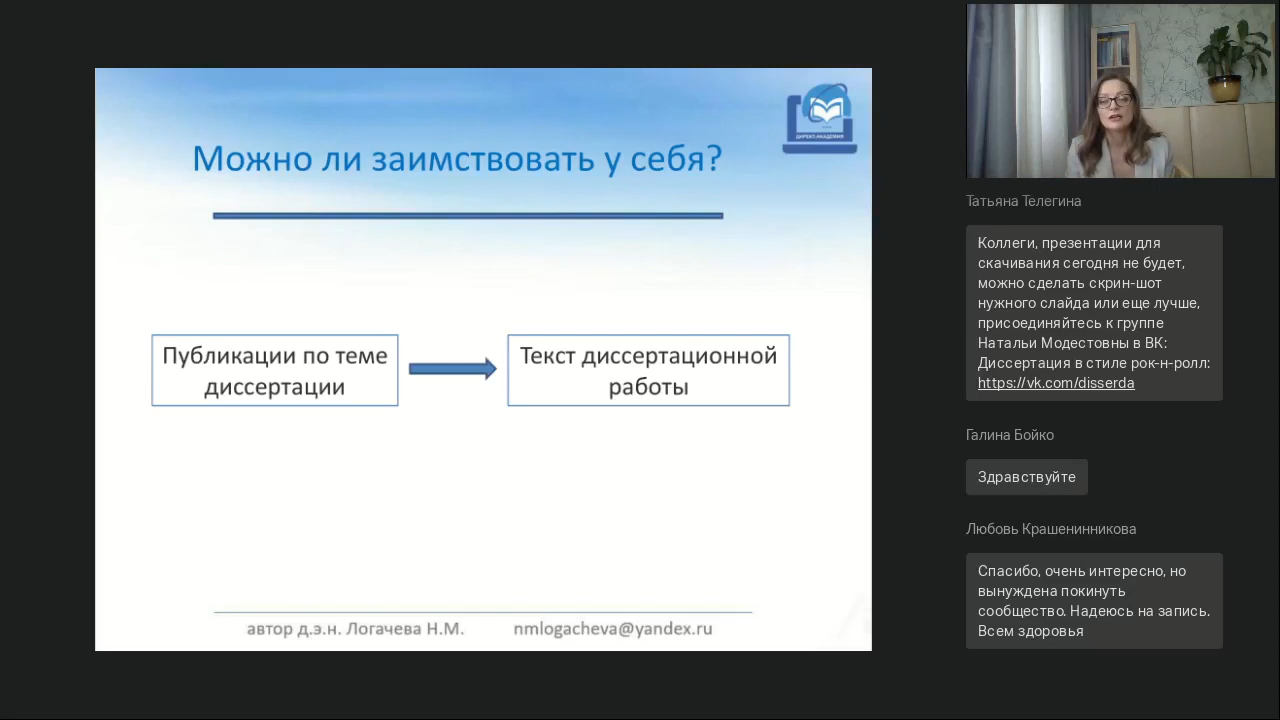 Можно ли заимствовать у себя?
ДИРЕКТ-АКАДЕМИЯ
Публикации по теме
диссертации
Текст диссертационной
работы
автор д.э.н. Логачева Н.М.
nmlogacheva@yandex.ru
Татьяна Телегина
Коллеги, презентации для
скачивания сегодня не будет,
можно сделать скрин-шот
нужного слайда или еще лучше,
присоединяйтесь к группе
Натальи Модестовны в ВК:
Диссертация в стиле рок-н-ролл:
https://vk.com/disserda
Галина Бойко
Здравствуйте
Любовь Крашенинникова
Спасибо, очень интересно, но
вынуждена покинуть
сообщество. Надеюсь на запись.
Всем здоровья